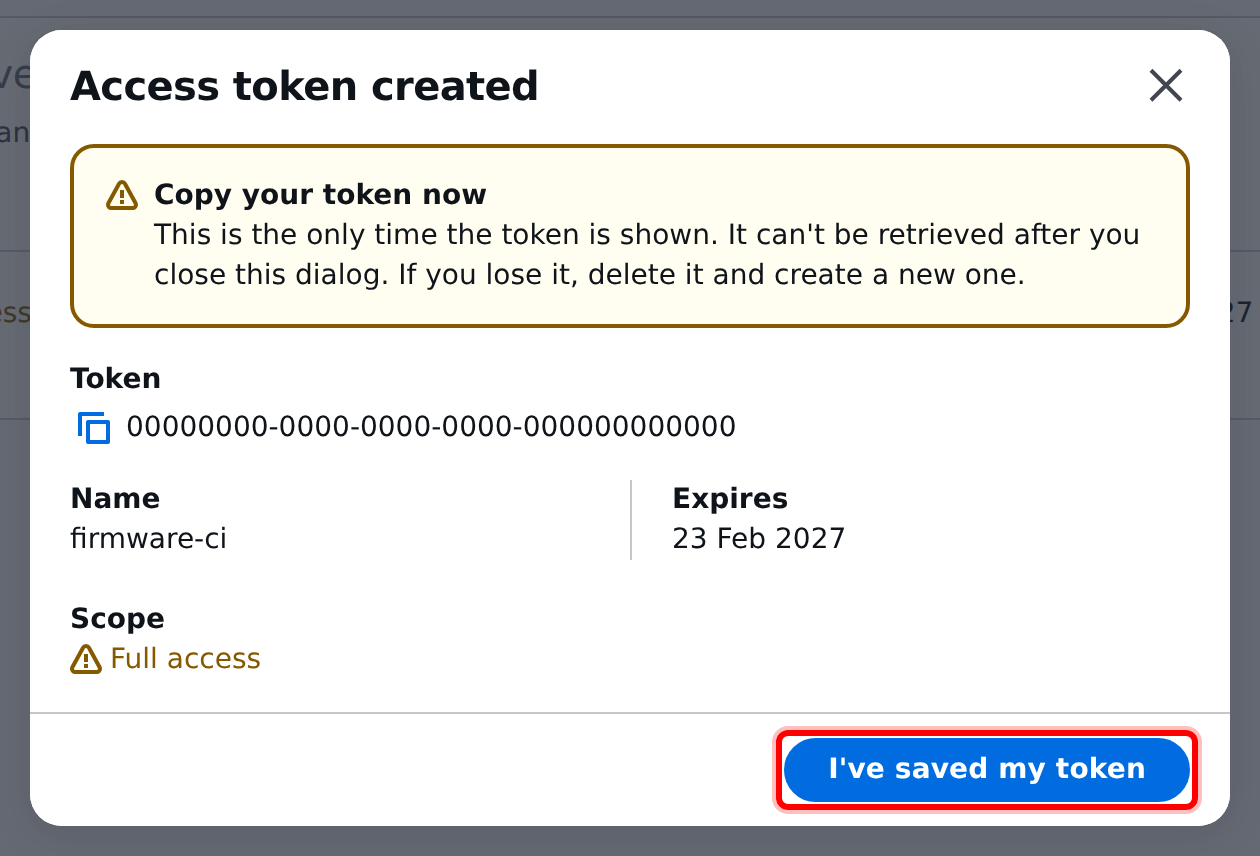 Access token created
Copy your token now
This is the only time the token is shown. It can't be retrieved after you
close this dialog. If you lose it, delete it and create a new one.
Token
00000000-0000-0000-0000-000000000000
Name
firmware-ci
Expires
23 Feb 2027
Scope
Full access
I've saved my token